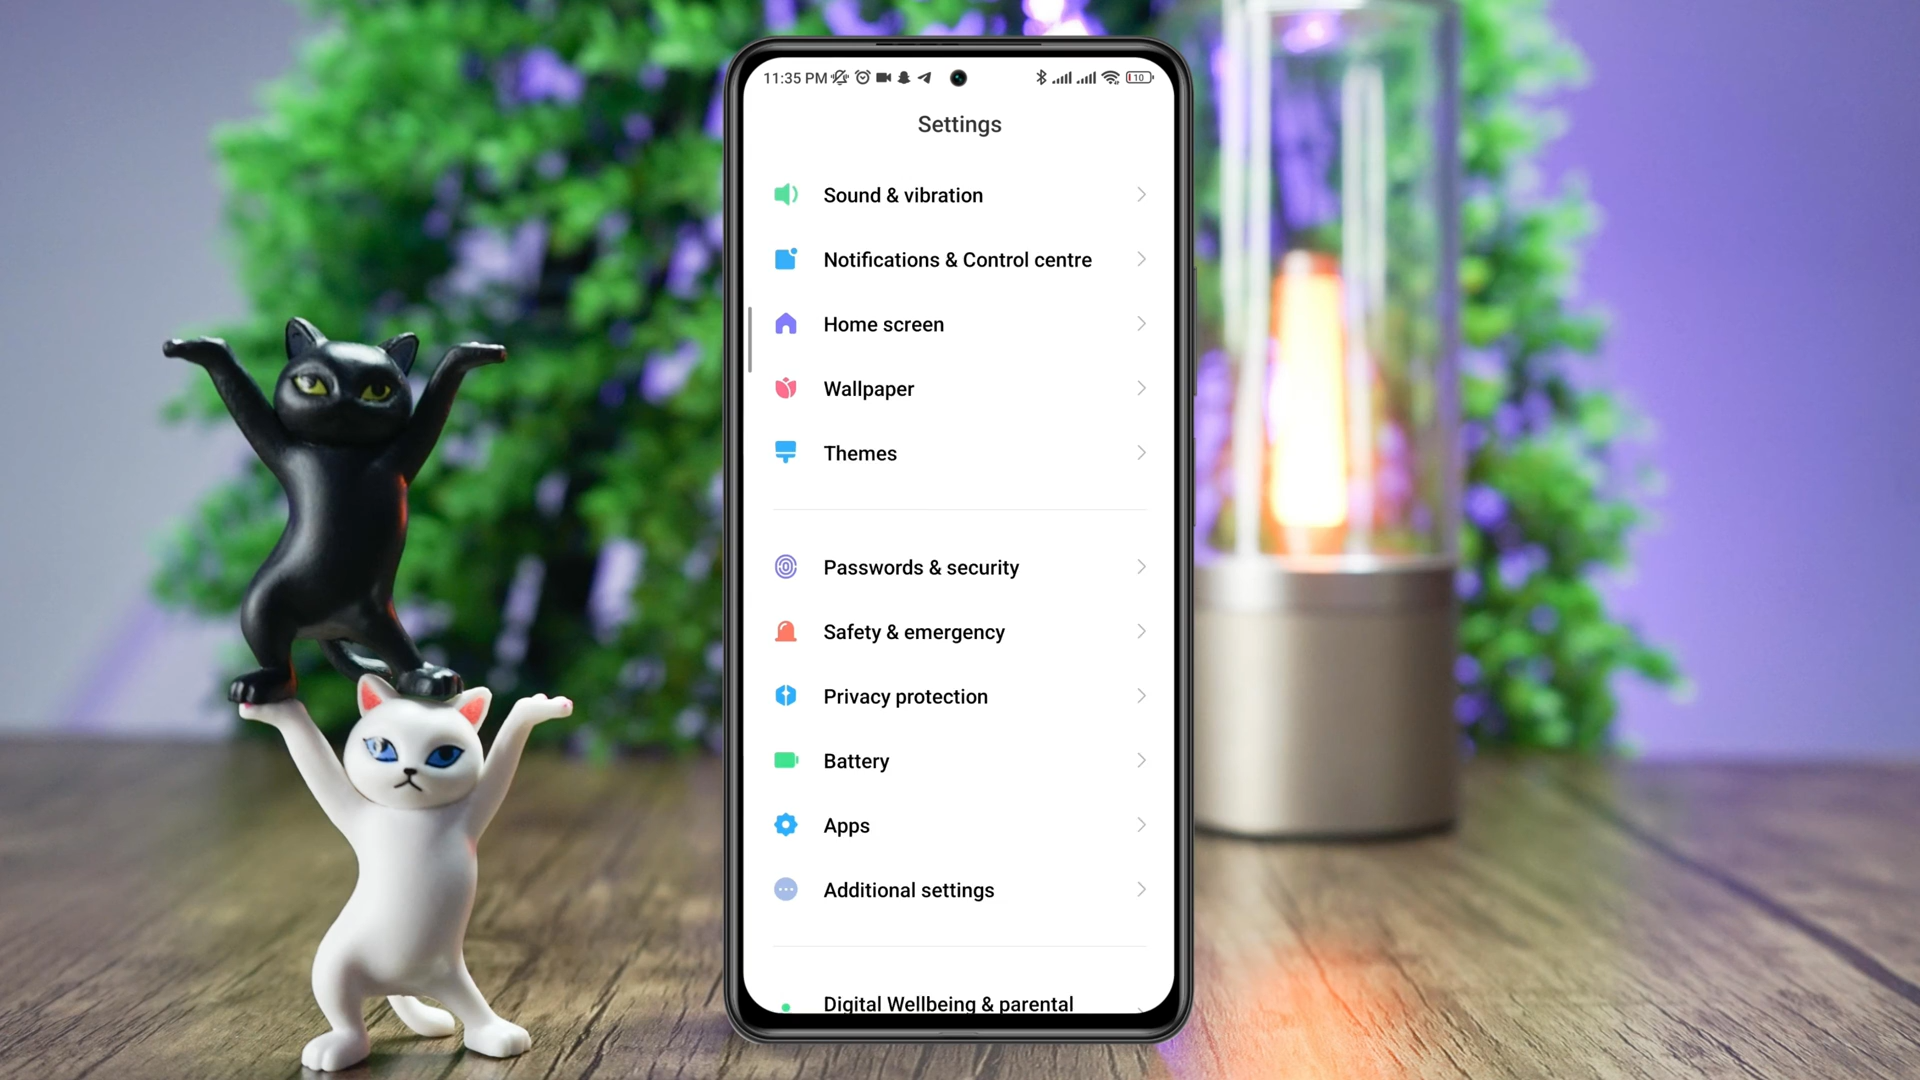 11:35 PM 10
Settings
Sound & vibration
Notifications & Control centre
Home screen
Wallpaper
Themes
Passwords & security
Safety & emergency
Privacy protection
Battery
Apps
Additional settings
Digital Wellbeing & parental